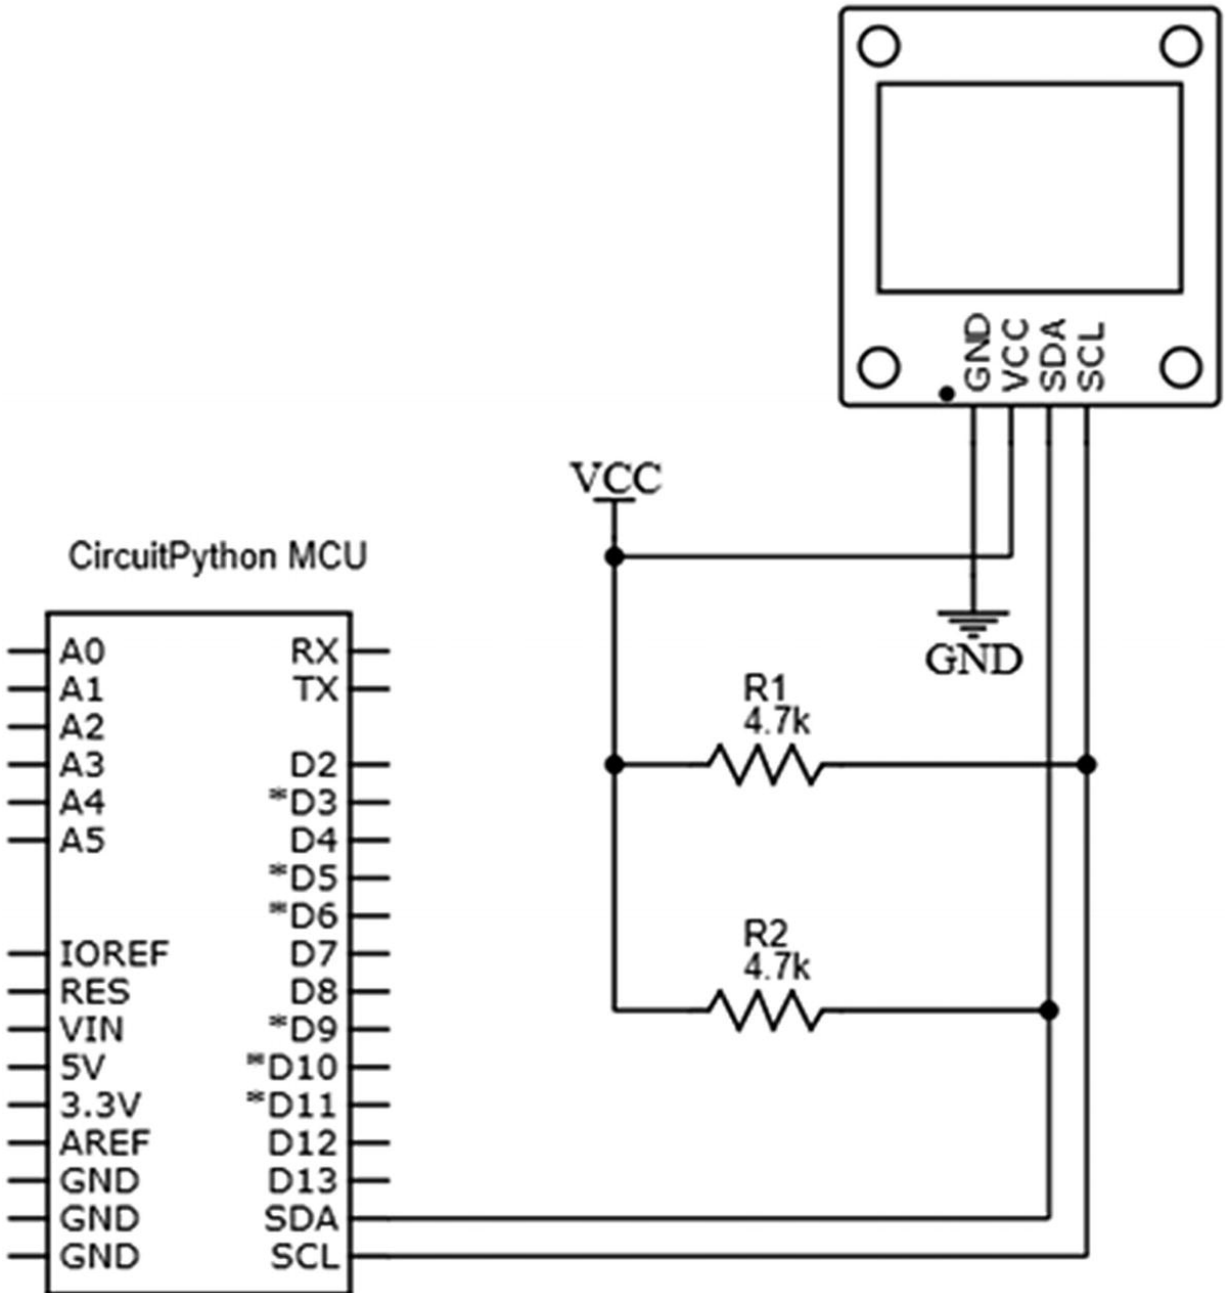 GND
VCC
SDA
SCL
VCC
GND
CircuitPython MCU
A0 RX
A1 TX
A2
A3 D2
A4 *D3
A5 D4
*D5
*D6
IOREF D7
RES D8
VIN *D9
5V *D10
3.3V *D11
AREF D12
GND D13
GND SDA
GND SCL
R1
4.7k
R2
4.7k